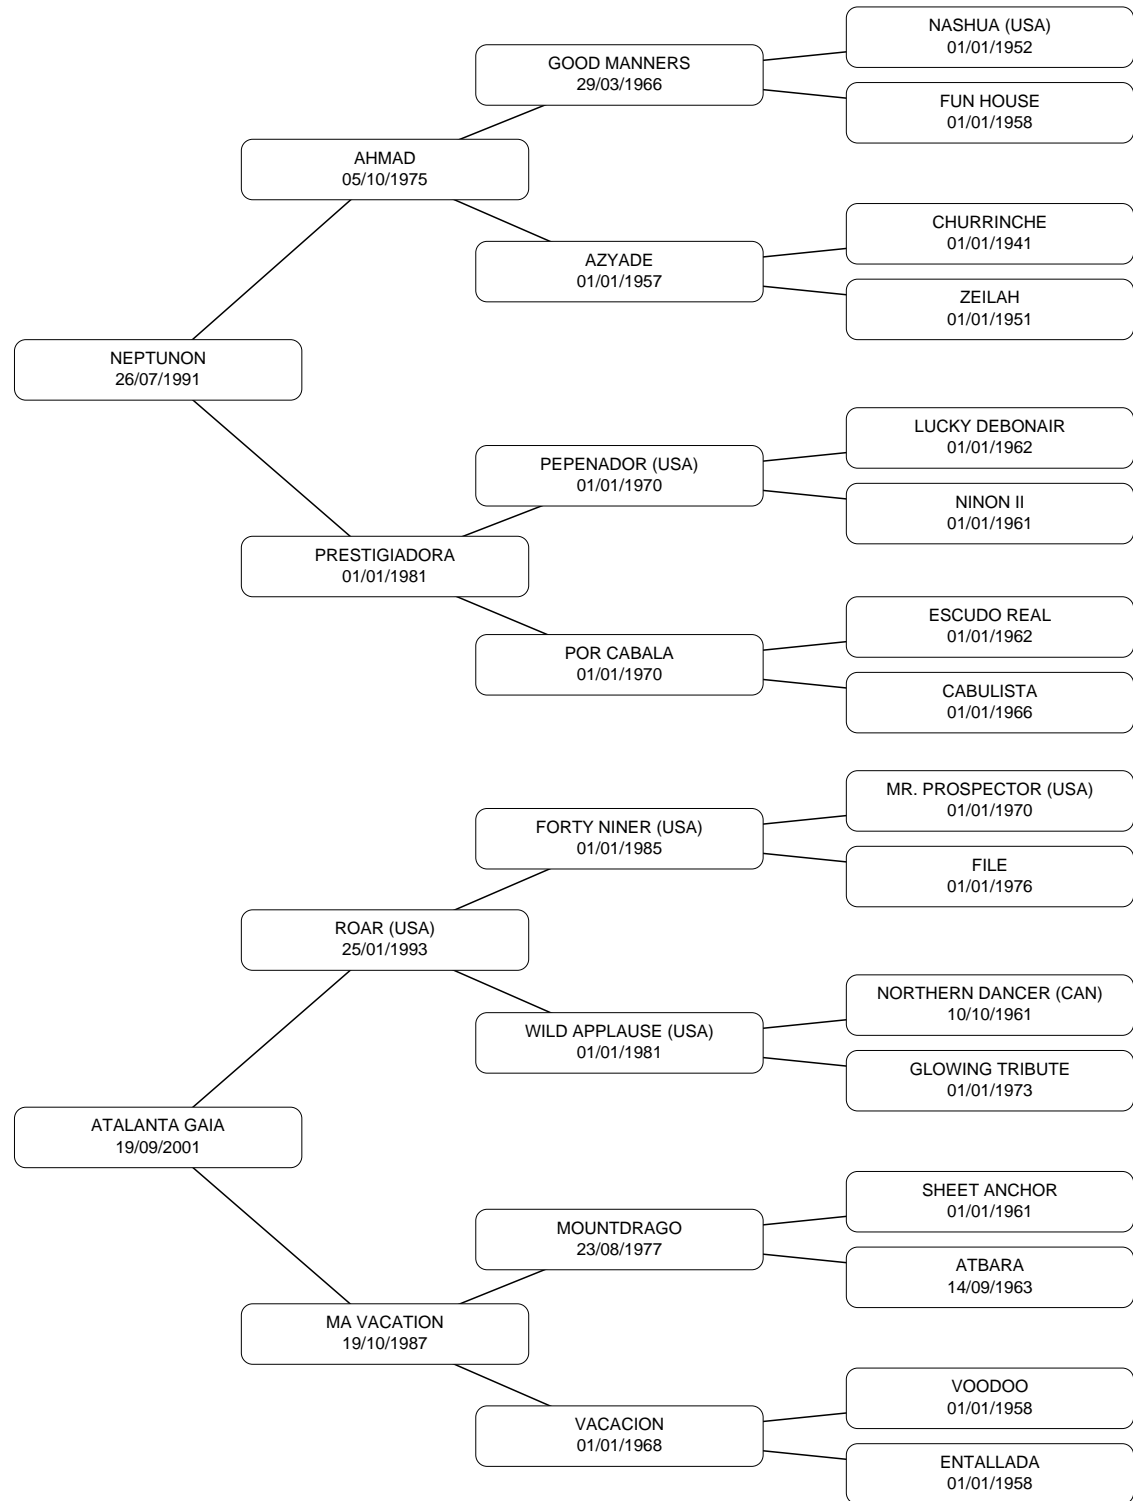 NASHUA (USA)
01/01/1952
GOOD MANNERS
29/03/1966
FUN HOUSE
01/01/1958
AHMAD
05/10/1975
CHURRINCHE
01/01/1941
AZYADE
01/01/1957
ZEILAH
01/01/1951
NEPTUNON
26/07/1991
LUCKY DEBONAIR
01/01/1962
PEPENADOR (USA)
01/01/1970
NINON II
01/01/1961
PRESTIGIADORA
01/01/1981
ESCUDO REAL
01/01/1962
POR CABALA
01/01/1970
CABULISTA
01/01/1966
MR. PROSPECTOR (USA)
01/01/1970
FORTY NINER (USA)
01/01/1985
FILE
01/01/1976
ROAR (USA)
25/01/1993
NORTHERN DANCER (CAN)
10/10/1961
WILD APPLAUSE (USA)
01/01/1981
GLOWING TRIBUTE
01/01/1973
ATALANTA GAIA
19/09/2001
SHEET ANCHOR
01/01/1961
MOUNTDRAGO
23/08/1977
ATBARA
14/09/1963
MA VACATION
19/10/1987
VOODOO
01/01/1958
VACACION
01/01/1968
ENTALLADA
01/01/1958